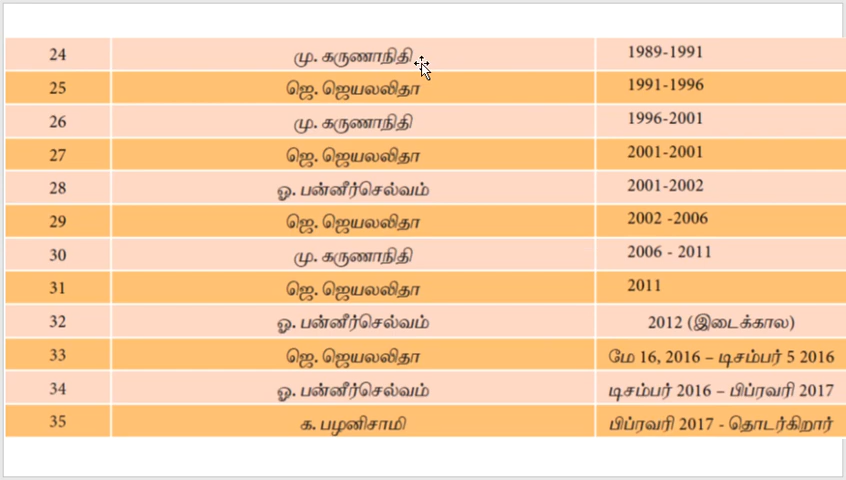 24 மு. கருணாநிதி 1989-1991
25 ஜெ. ஜெயலலிதா 1991-1996
26 மு. கருணாநிதி 1996-2001
27 ஜெ. ஜெயலலிதா 2001-2001
28 ஓ. பன்னீர்செல்வம் 2001-2002
29 ஜெ. ஜெயலலிதா 2002 -2006
30 மு. கருணாநிதி 2006 - 2011
31 ஜெ. ஜெயலலிதா 2011
32 ஓ. பன்னீர்செல்வம் 2012 (இடைக்கால)
33 ஜெ. ஜெயலலிதா மே 16, 2016 – டிசம்பர் 5 2016
34 ஓ. பன்னீர்செல்வம் டிசம்பர் 2016 – பிப்ரவரி 2017
35 க. பழனிசாமி பிப்ரவரி 2017 - தொடர்கிறார்